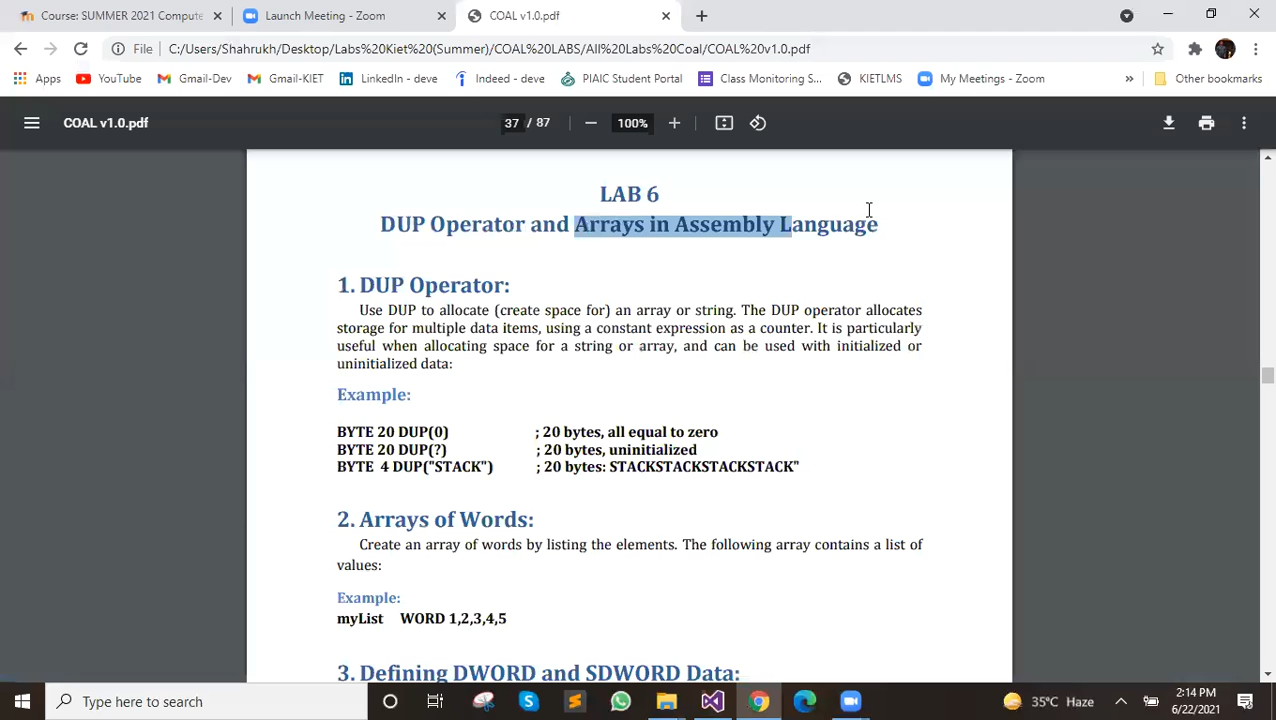 Course: SUMMER 2021 Compute
Launch Meeting - Zoom
COAL v1.0.pdf
File
C:/Users/Shahrukh/Desktop/Labs%20Kiet%20(Summer)/COAL%20LABS/All%20Labs%20Coal/COAL%20v1.0.pdf
Apps
YouTube
Gmail-Dev
Gmail-KIET
LinkedIn - deve
Indeed - deve
PIAIC Student Portal
Class Monitoring S...
KIETLMS
My Meetings - Zoom
»
Other bookmarks
COAL v1.0.pdf
37 / 87
100%
LAB 6
DUP Operator and Arrays in Assembly Language
1. DUP Operator:
Use DUP to allocate (create space for) an array or string. The DUP operator allocates
storage for multiple data items, using a constant expression as a counter. It is particularly
useful when allocating space for a string or array, and can be used with initialized or
uninitialized data:
Example:
BYTE 20 DUP(0) ; 20 bytes, all equal to zero
BYTE 20 DUP(?) ; 20 bytes, uninitialized
BYTE 4 DUP("STACK") ; 20 bytes: STACKSTACKSTACKSTACK"
2. Arrays of Words:
Create an array of words by listing the elements. The following array contains a list of
values:
Example:
myList WORD 1,2,3,4,5
3. Defining DWORD and SDWORD Data:
Type here to search
35°C Haze
2:14 PM
6/22/2021